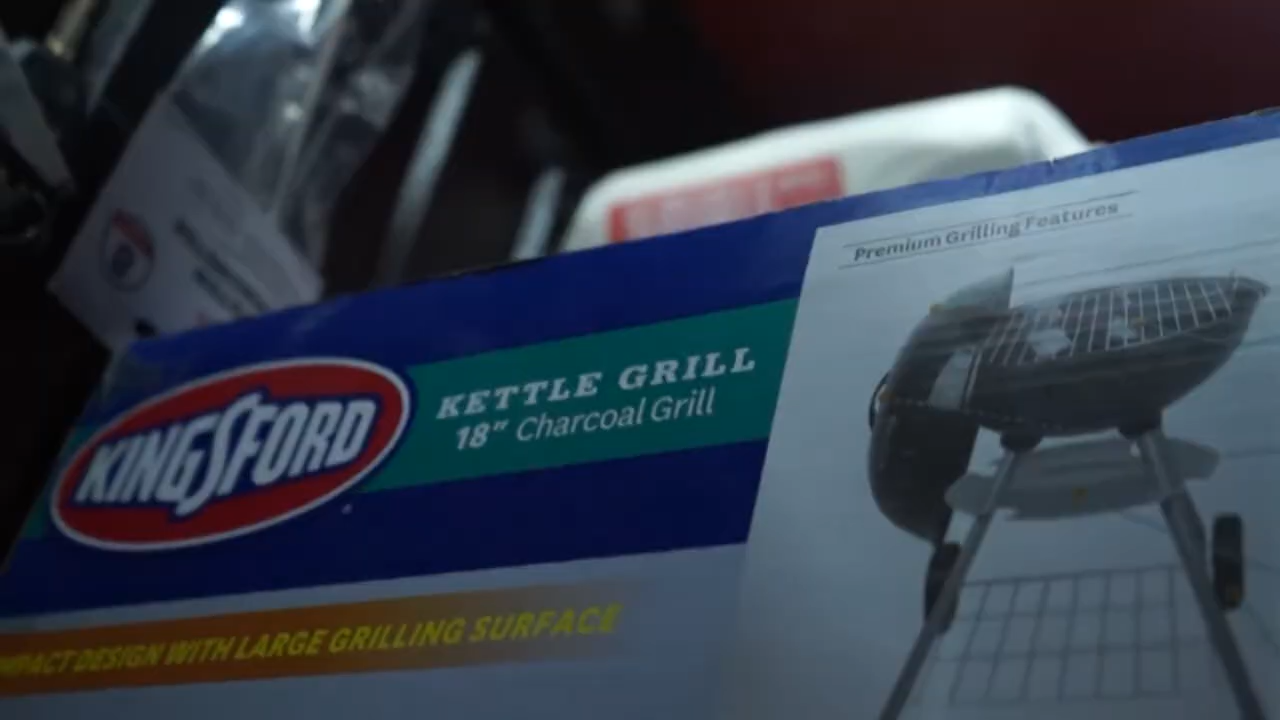 Premium Grilling Features
KINGSFORD
KETTLE GRILL
18" Charcoal Grill
DESIGN WITH LARGE GRILLING SURFACE